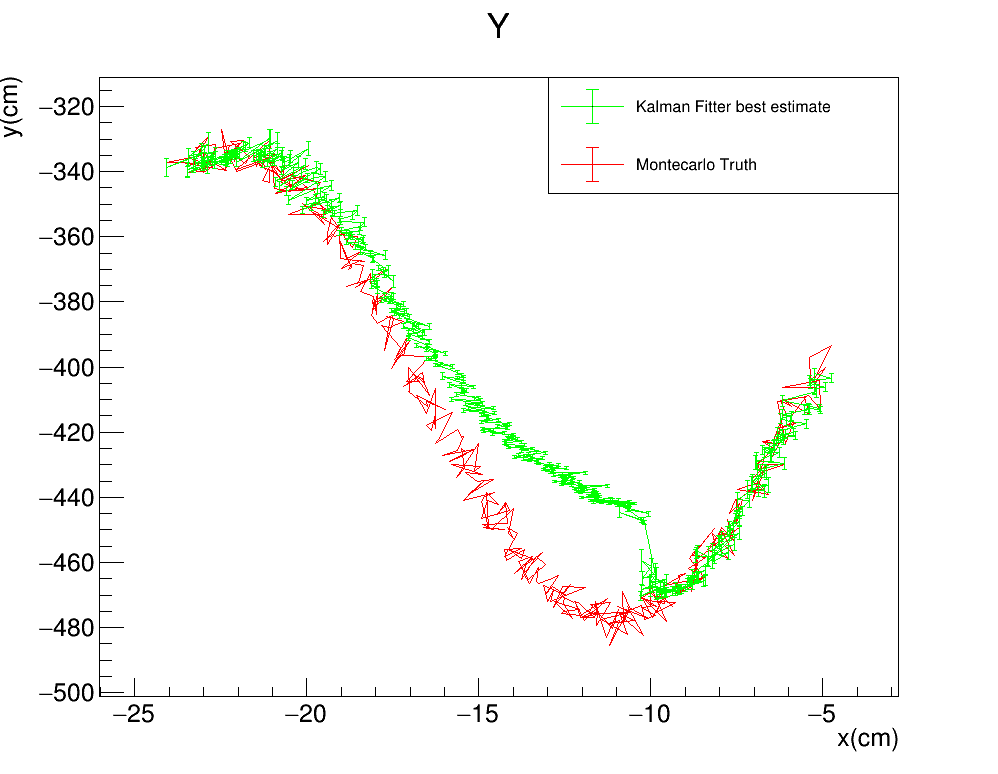 Y
y(cm)
Kalman Fitter best estimate
Montecarlo Truth
−320
−340
−360
−380
−400
−420
−440
−460
−480
−500
−25 −20 −15 −10 −5
x(cm)